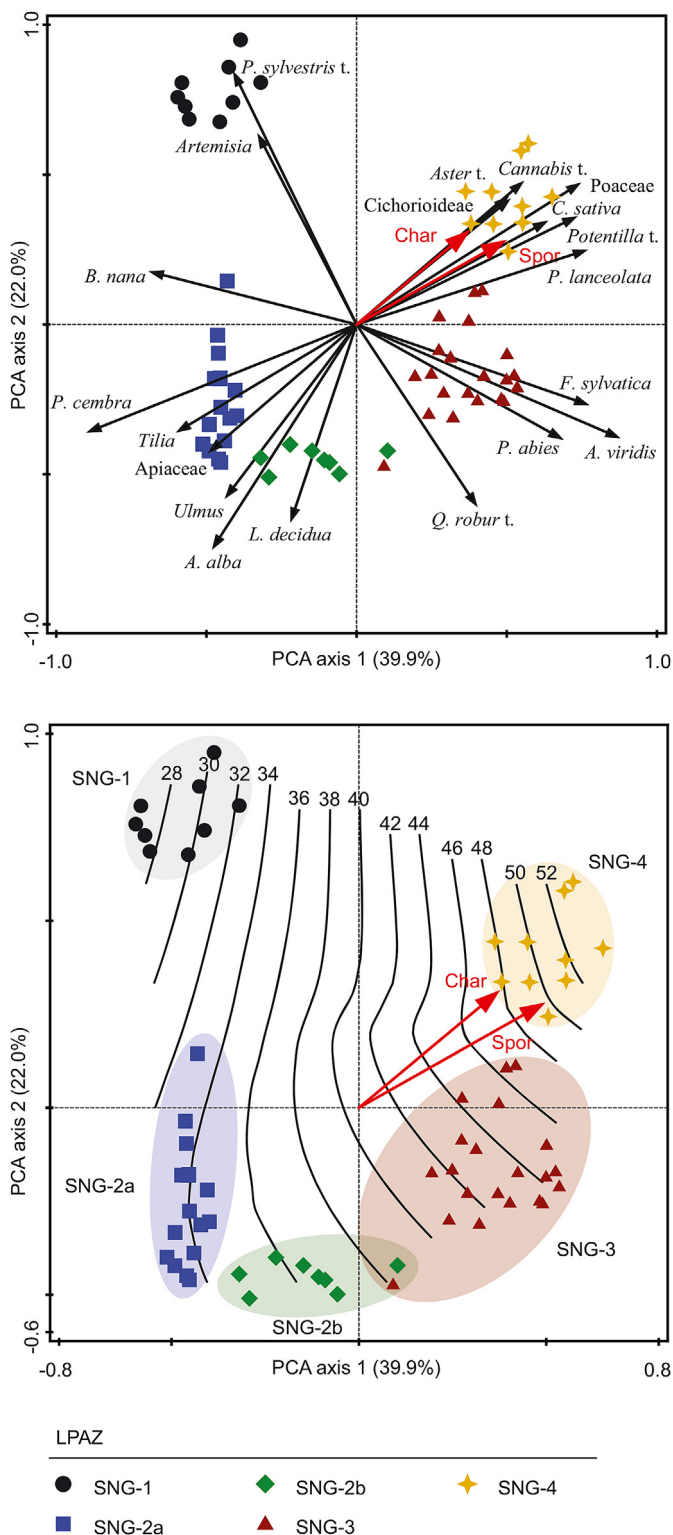 1.0
P. sylvestris t.
Artemisia
Aster t.
Cannabis t.
Cichorioideae
Poaceae
C. sativa
Char
Potentilla t.
Spor
P. lanceolata
B. nana
PCA axis 2 (22.0%)
P. cembra
F. sylvatica
Tilia
P. abies
A. viridis
Apiaceae
Ulmus
Q. robur t.
L. decidua
A. alba
-1.0
-1.0
PCA axis 1 (39.9%)
1.0
1.0
SNG-1
28
30
32
34
36
38
40
42
44
46
48
50
52
SNG-4
Char
Spor
PCA axis 2 (22.0%)
SNG-2a
SNG-3
SNG-2b
-0.6
-0.8
PCA axis 1 (39.9%)
0.8
LPAZ
SNG-1
SNG-2b
SNG-4
SNG-2a
SNG-3